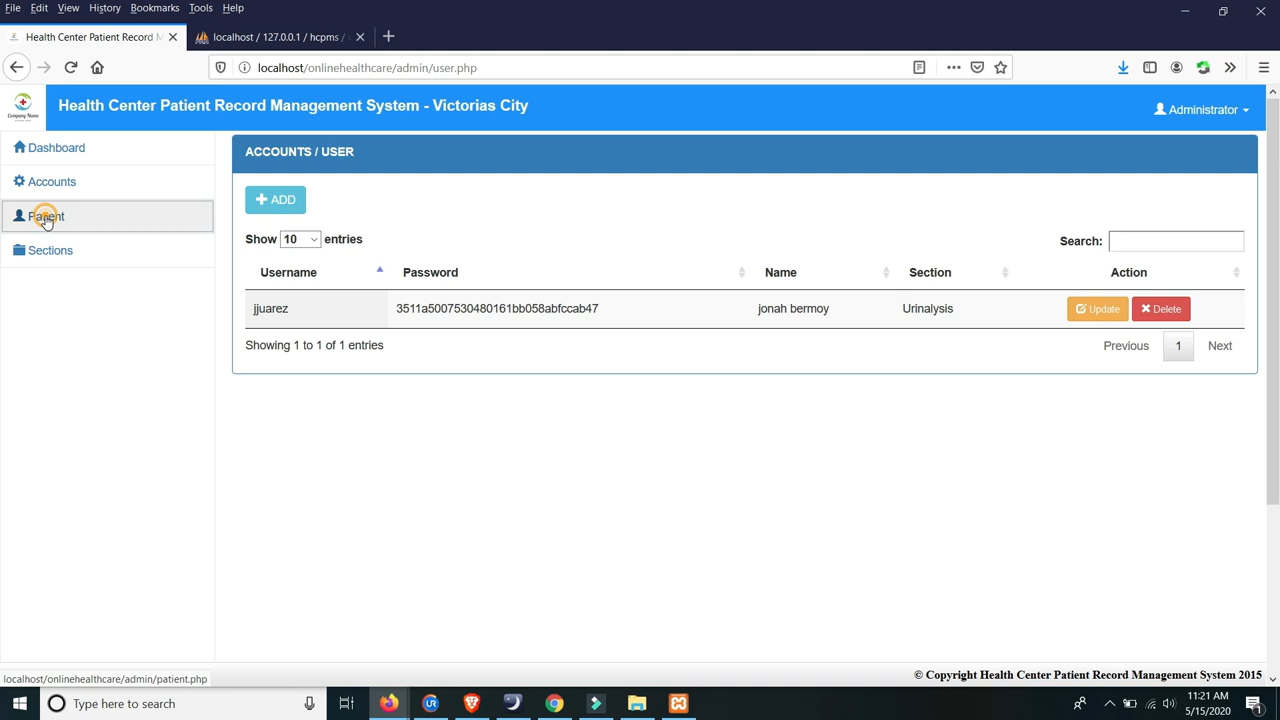 File Edit View History Bookmarks Tools Help
Health Center Patient Record M
localhost / 127.0.0.1 / hcpms /
localhost/onlinehealthcare/admin/user.php
Company Name
Health Center Patient Record Management System - Victorias City
Administrator
Dashboard
Accounts
Parent
Sections
ACCOUNTS / USER
ADD
Show 10 entries
Search:
Username Password Name Section Action
jjuarez 3511a5007530480161bb058abfccab47 jonah bermoy Urinalysis Update Delete
Showing 1 to 1 of 1 entries
Previous 1 Next
localhost/onlinehealthcare/admin/patient.php
© Copyright Health Center Patient Record Management System 2015
Type here to search
11:21 AM
5/15/2020
1